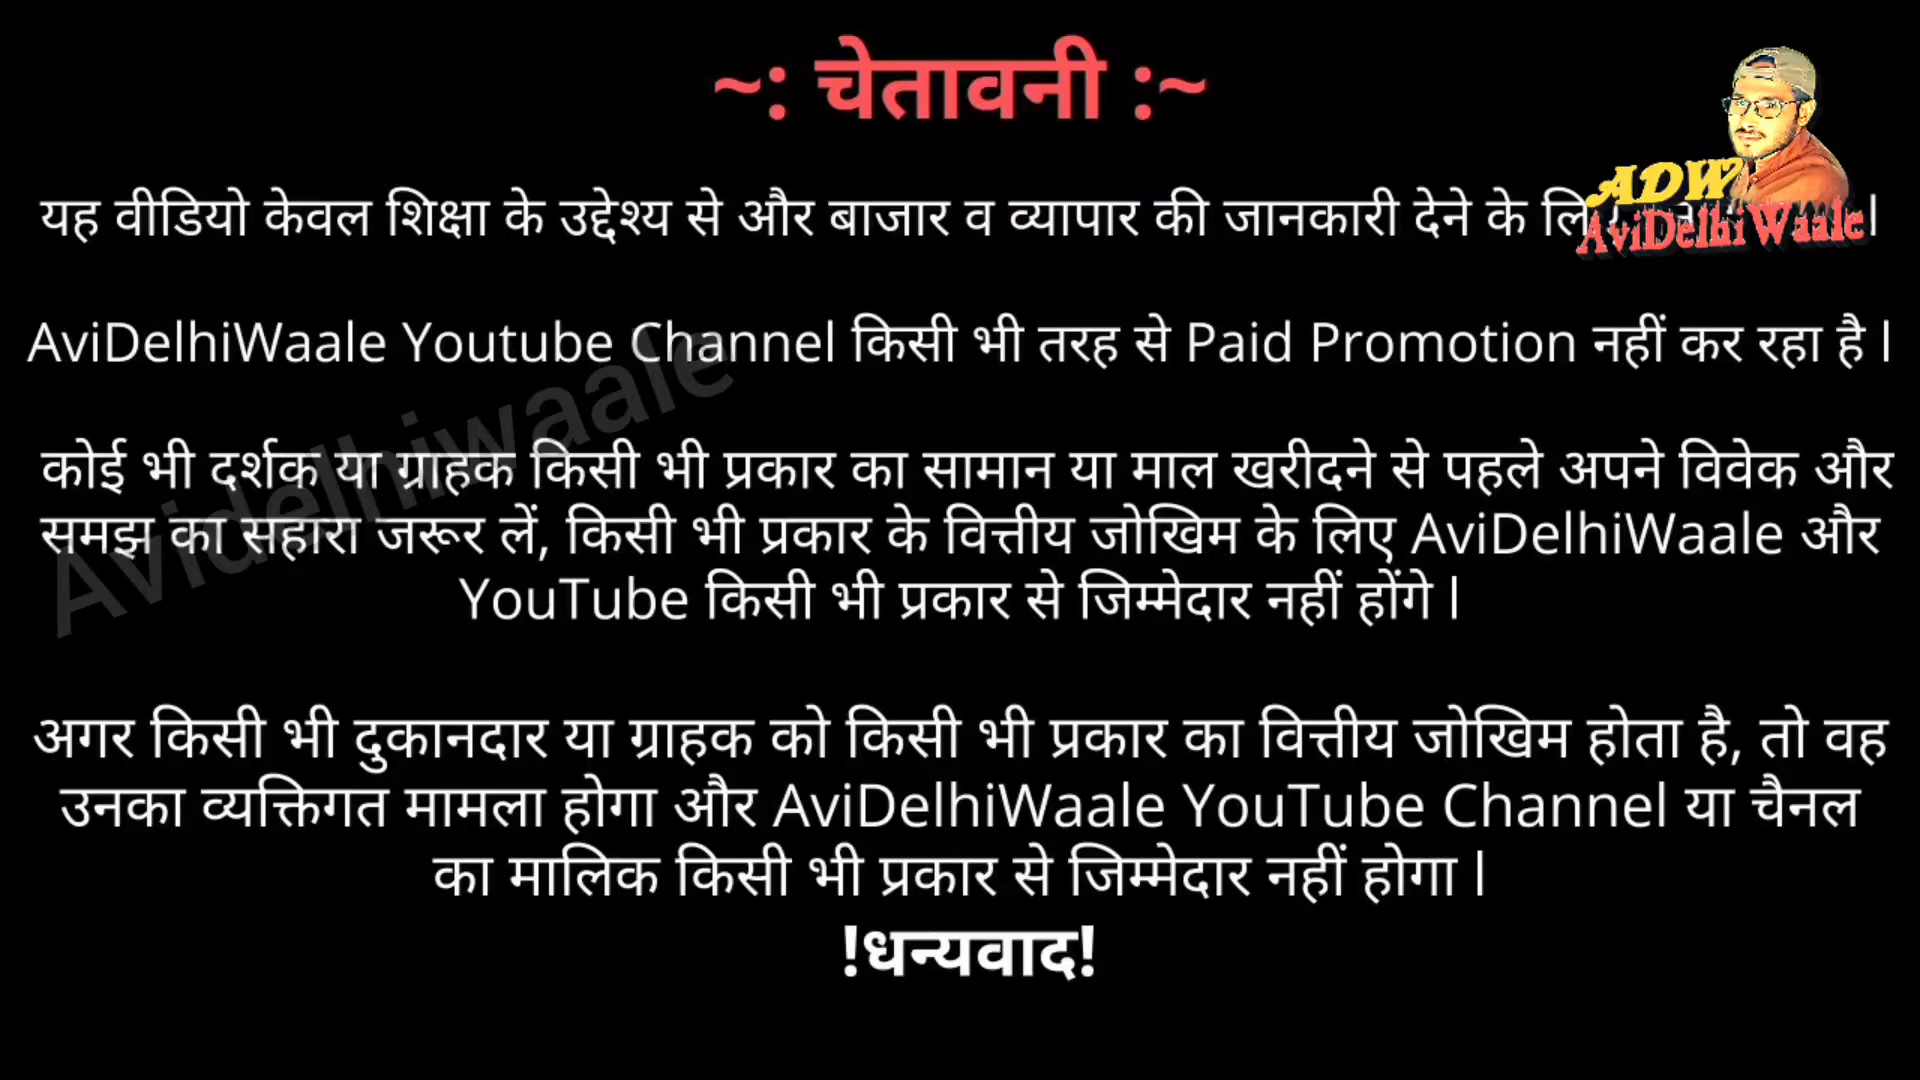 ~: चेतावनी :~
ADW
AviDelhiWaale
यह वीडियो केवल शिक्षा के उद्देश्य से और बाजार व व्यापार की जानकारी देने के
AviDelhiWaale Youtube Channel किसी भी तरह से Paid Promotion नहीं कर रहा है l
कोई भी दर्शक या ग्राहक किसी भी प्रकार का सामान या माल खरीदने से पहले अपने विवेक और
समझ का सहारा जरूर लें, किसी भी प्रकार के वित्तीय जोखिम के लिए AviDelhiWaale और
YouTube किसी भी प्रकार से जिम्मेदार नहीं होंगे l
Avidelhiwaale
अगर किसी भी दुकानदार या ग्राहक को किसी भी प्रकार का वित्तीय जोखिम होता है, तो वह
उनका व्यक्तिगत मामला होगा और AviDelhiWaale YouTube Channel या चैनल
का मालिक किसी भी प्रकार से जिम्मेदार नहीं होगा l
!धन्यवाद!